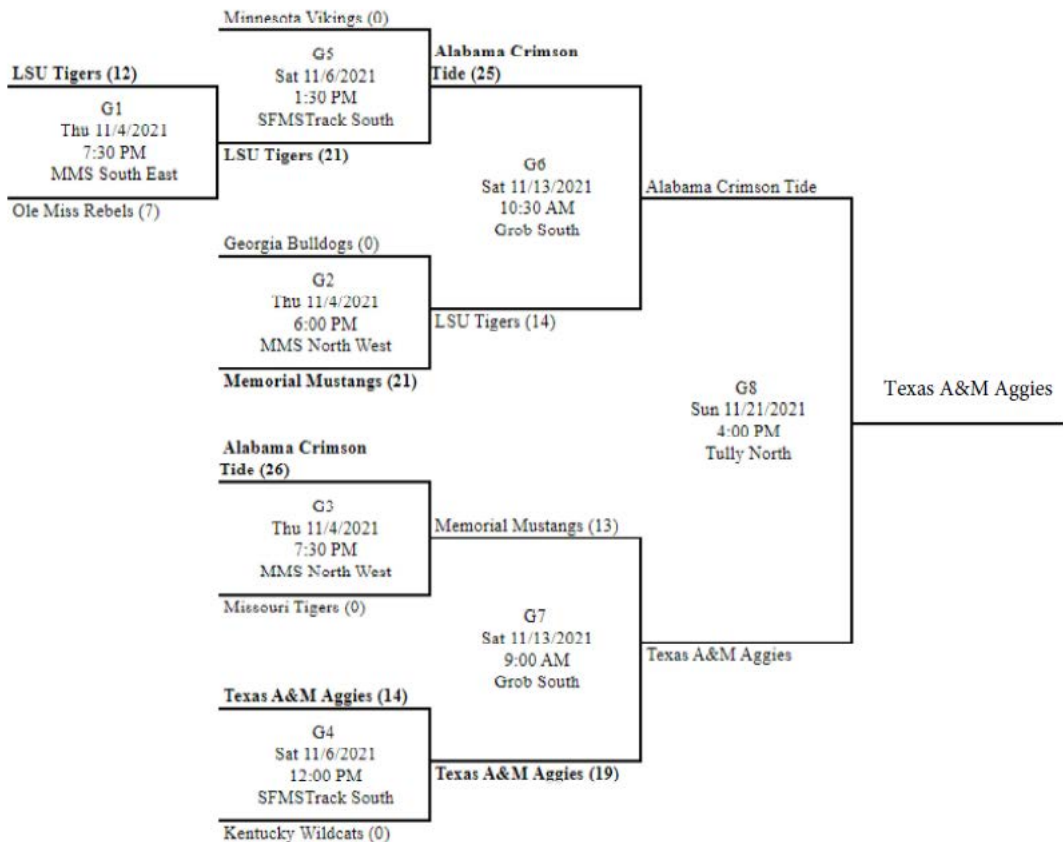 Minnesota Vikings (0)
G5
Sat 11/6/2021
1:30 PM
SFMSTrack South
LSU Tigers (12)
G1
Thu 11/4/2021
7:30 PM
MMS South East
Ole Miss Rebels (7)
LSU Tigers (21)
Alabama Crimson
Tide (25)
G6
Sat 11/13/2021
10:30 AM
Grob South
Alabama Crimson Tide
Georgia Bulldogs (0)
G2
Thu 11/4/2021
6:00 PM
MMS North West
Memorial Mustangs (21)
LSU Tigers (14)
G8
Sun 11/21/2021
4:00 PM
Tully North
Texas A&M Aggies
Alabama Crimson
Tide (26)
G3
Thu 11/4/2021
7:30 PM
MMS North West
Missouri Tigers (0)
Memorial Mustangs (13)
G7
Sat 11/13/2021
9:00 AM
Grob South
Texas A&M Aggies
Texas A&M Aggies (14)
G4
Sat 11/6/2021
12:00 PM
SFMSTrack South
Kentucky Wildcats (0)
Texas A&M Aggies (19)